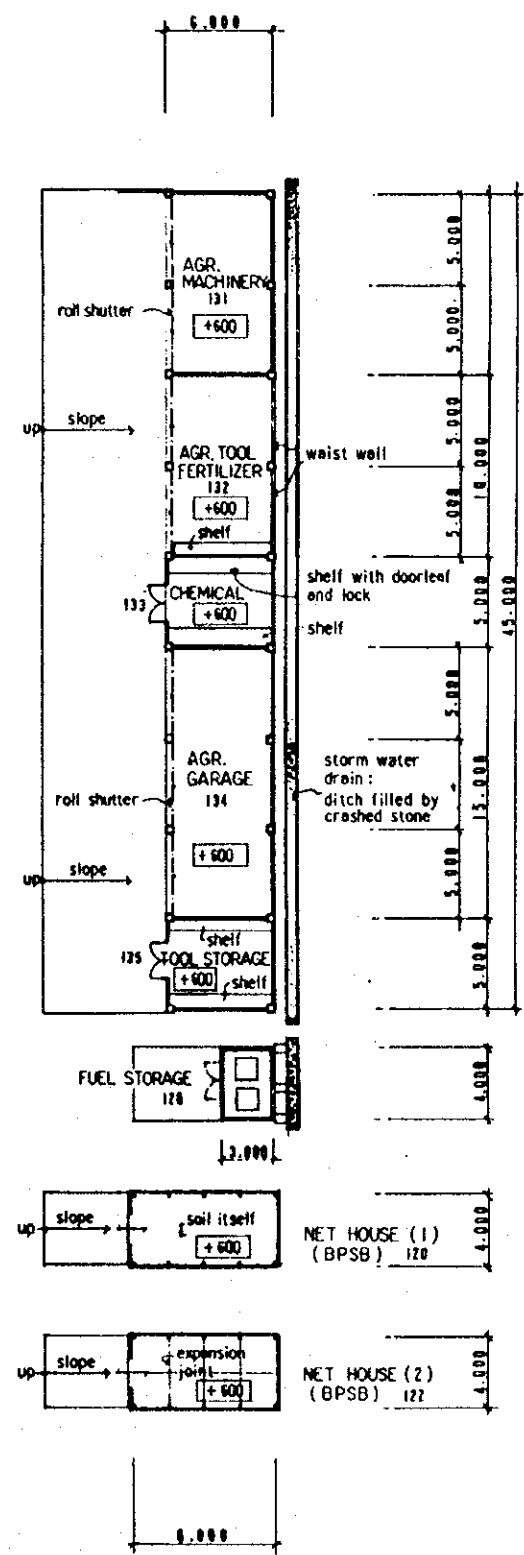 6.000
AGR.
MACHINERY
131
+600
roll shutter
5.000
5.000
up
slope
AGR. TOOL
FERTILIZER
132
+600
shelf
waist wall
5.000
5.000
10.000
133
CHEMICAL
+600
shelf with doorleaf
and lock
shelf
5.000
45.000
AGR.
GARAGE
134
+600
roll shutter
storm water
drain :
ditch filled by
crashed stone
5.000
5.000
15.000
up
slope
shelf
TOOL STORAGE
+600
shelf
5.000
FUEL STORAGE
4.000
3.000
up
slope
soil itself
+600
NET HOUSE (1)
(BPSB) 120
4.000
up
slope
expansion
joint
+600
NET HOUSE (2)
(BPSB) 122
4.000